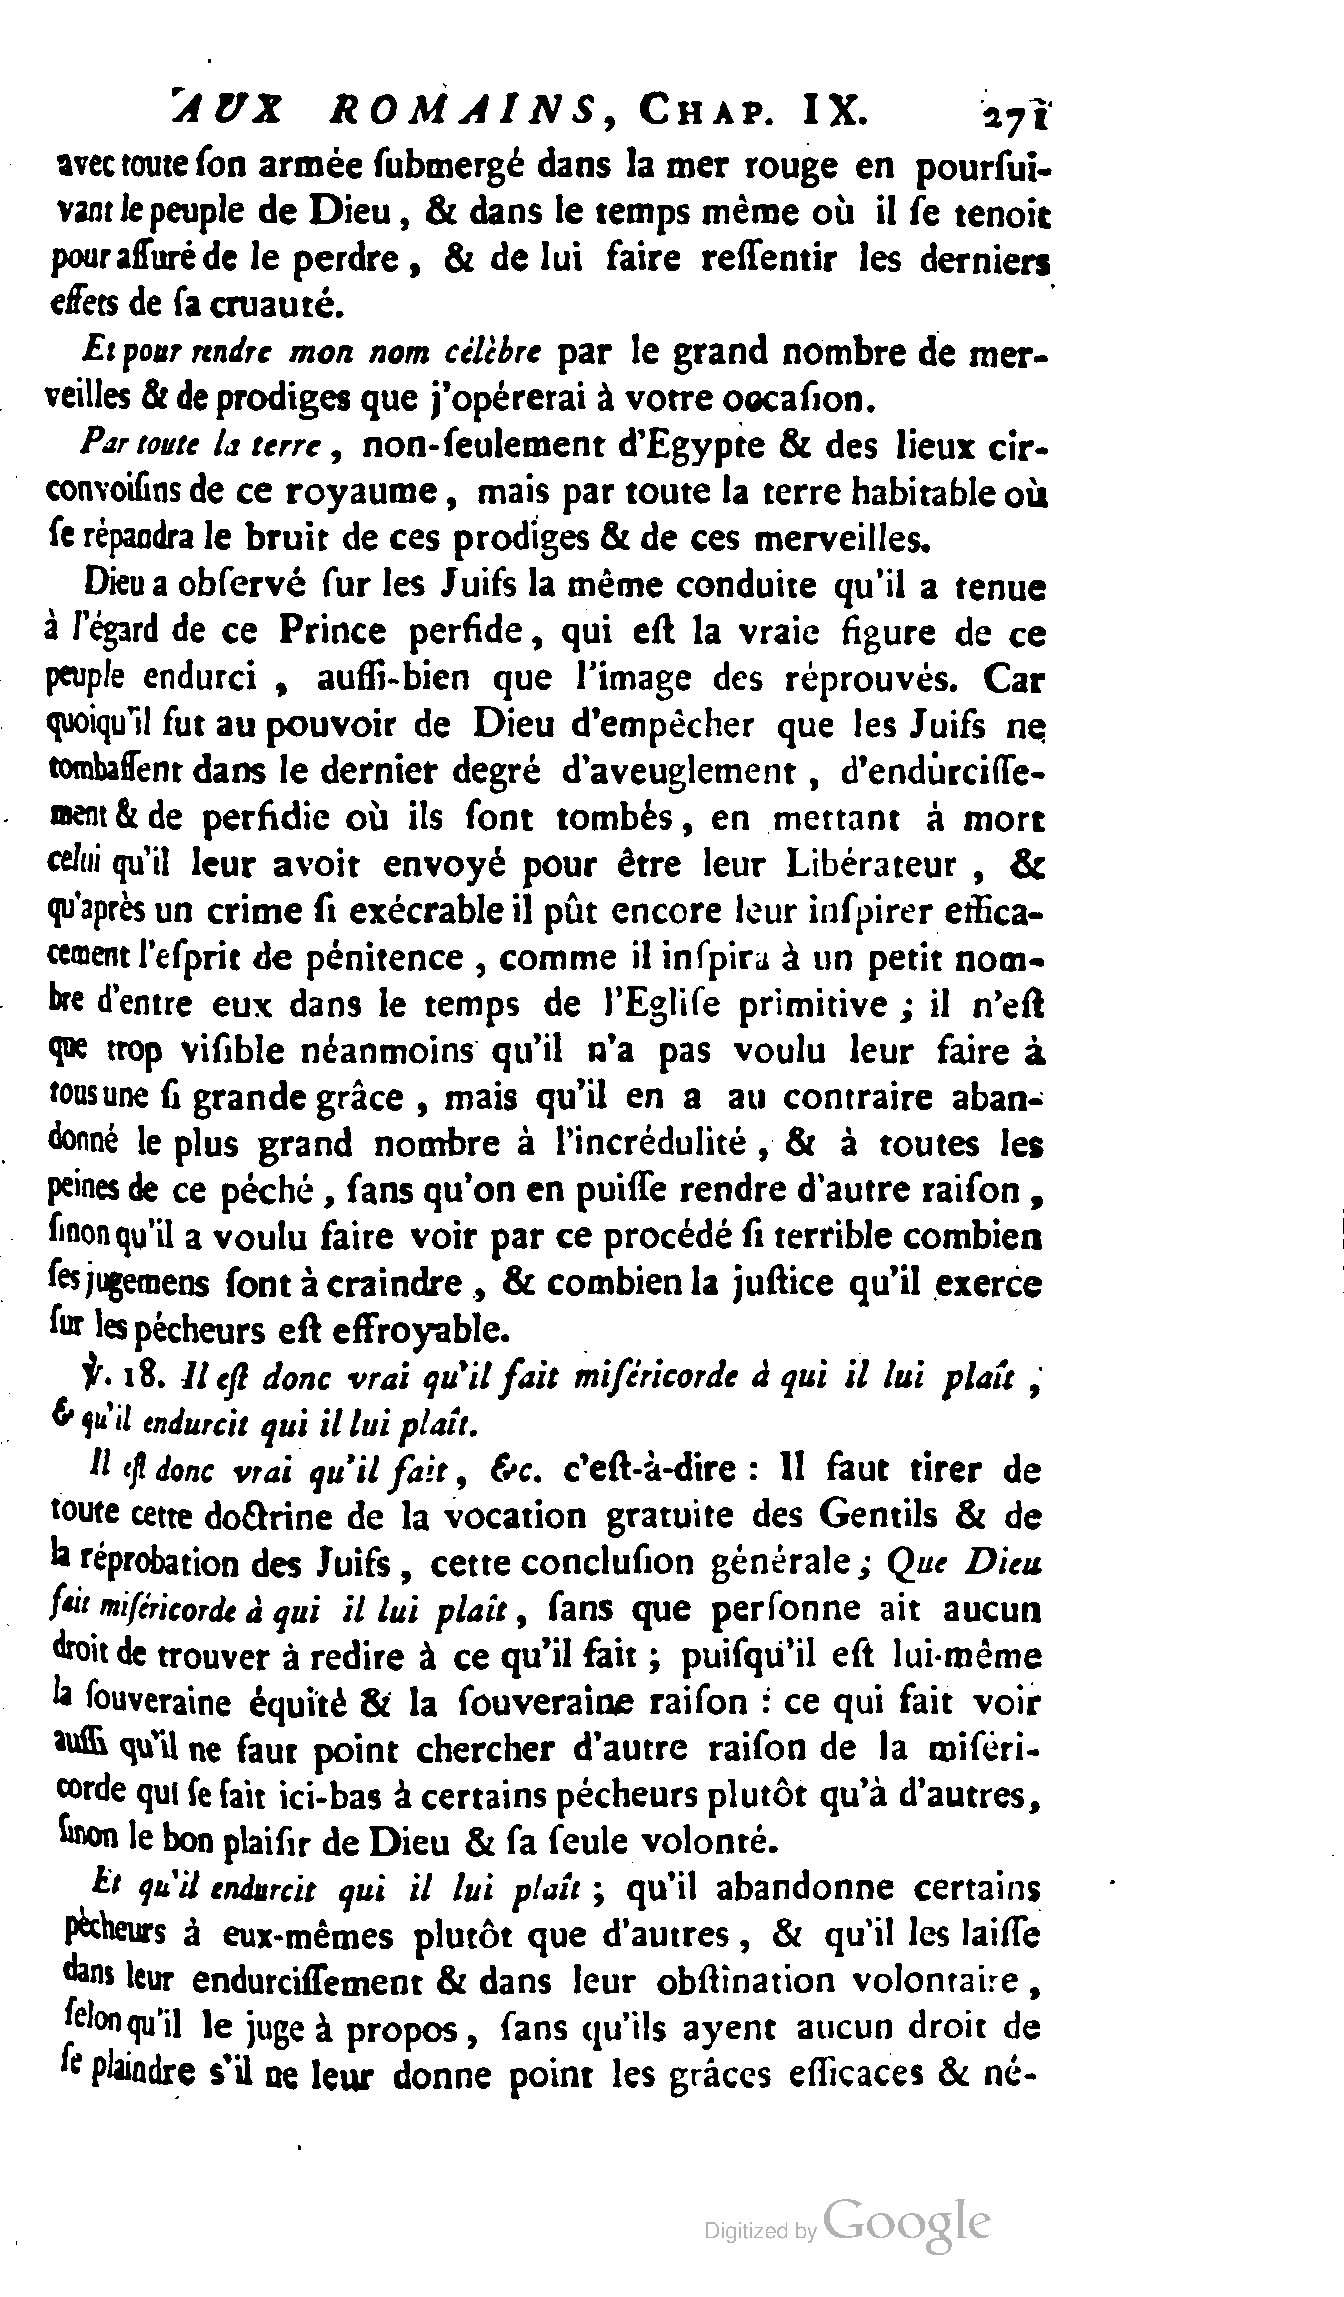 AUX ROMAINS, CHAP. IX. 271
avec toute ſon armée ſubmergé dans la mer rouge en pourſui-
vant le peuple de Dieu, & dans le temps même où il ſe tenoit
pour aſſuré de le perdre, & de lui faire reſſentir les derniers
effets de ſa cruauté.
Et pour rendre mon nom célèbre par le grand nombre de mer-
veilles & de prodiges que j'opérerai à votre occaſion.
Par toute la terre, non-ſeulement d'Egypte & des lieux cir-
convoiſins de ce royaume, mais par toute la terre habitable où
ſe répandra le bruit de ces prodiges & de ces merveilles.
Dieu a obſervé ſur les Juifs la même conduite qu'il a tenue
à l'égard de ce Prince perfide, qui eſt la vraie figure de ce
peuple endurci, auſſi-bien que l'image des réprouvés. Car
quoiqu'il fut au pouvoir de Dieu d'empêcher que les Juifs ne
tombaſſent dans le dernier degré d'aveuglement, d'endurciſſe-
ment & de perfidie où ils ſont tombés, en mettant à mort
celui qu'il leur avoit envoyé pour être leur Libérateur, &
qu'après un crime ſi exécrable il pût encore leur inſpirer effica-
cement l'eſprit de pénitence, comme il inſpira à un petit nom-
bre d'entre eux dans le temps de l'Egliſe primitive; il n'eſt
que trop viſible néanmoins qu'il n'a pas voulu leur faire à
tous une ſi grande grâce, mais qu'il en a au contraire aban-
donné le plus grand nombre à l'incrédulité, & à toutes les
peines de ce péché, ſans qu'on en puiſſe rendre d'autre raiſon,
ſinon qu'il a voulu faire voir par ce procédé ſi terrible combien
ſes jugemens ſont à craindre, & combien la juſtice qu'il exerce
ſur les pécheurs eſt effroyable.
℣. 18. Il eſt donc vrai qu'il fait miſéricorde à qui il lui plaît;
& qu'il endurcit qui il lui plaît.
Il eſt donc vrai qu'il fait, &c. c'eſt-à-dire : Il faut tirer de
toute cette doctrine de la vocation gratuite des Gentils & de
la réprobation des Juifs, cette concluſion générale; Que Dieu
fait miſéricorde à qui il lui plaît, ſans que perſonne ait aucun
droit de trouver à redire à ce qu'il fait; puiſqu'il eſt lui-même
la ſouveraine équité & la ſouveraine raiſon : ce qui fait voir
auſſi qu'il ne faut point chercher d'autre raiſon de la miſéri-
corde qui ſe fait ici-bas à certains pécheurs plutôt qu'à d'autres,
ſinon le bon plaiſir de Dieu & ſa ſeule volonté.
Et qu'il endurcit qui il lui plaît; qu'il abandonne certains
pècheurs à eux-mêmes plutôt que d'autres, & qu'il les laiſſe
dans leur endurciſſement & dans leur obſtination volontaire,
ſelon qu'il le juge à propos, ſans qu'ils ayent aucun droit de
ſe plaindre s'il ne leur donne point les grâces efficaces & né-
Digitized by Google